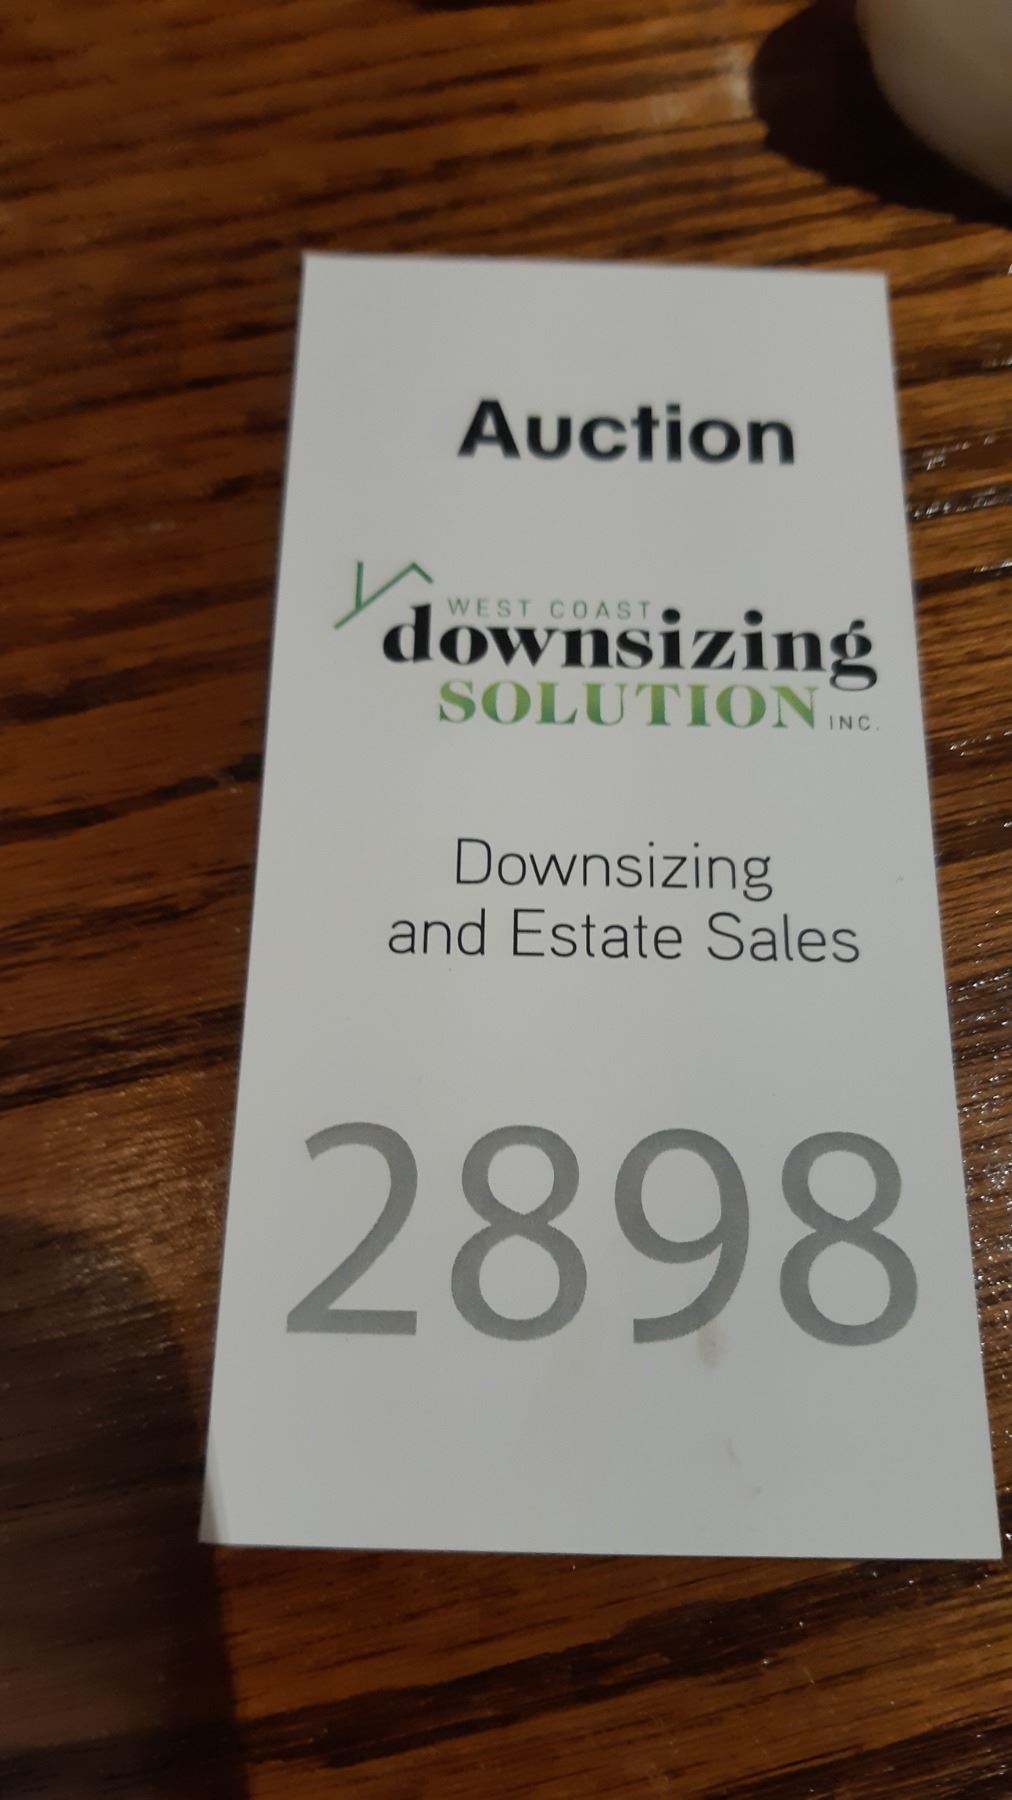 Auction
WEST COAST
downsizing
SOLUTION INC.
Downsizing
and Estate Sales
2898